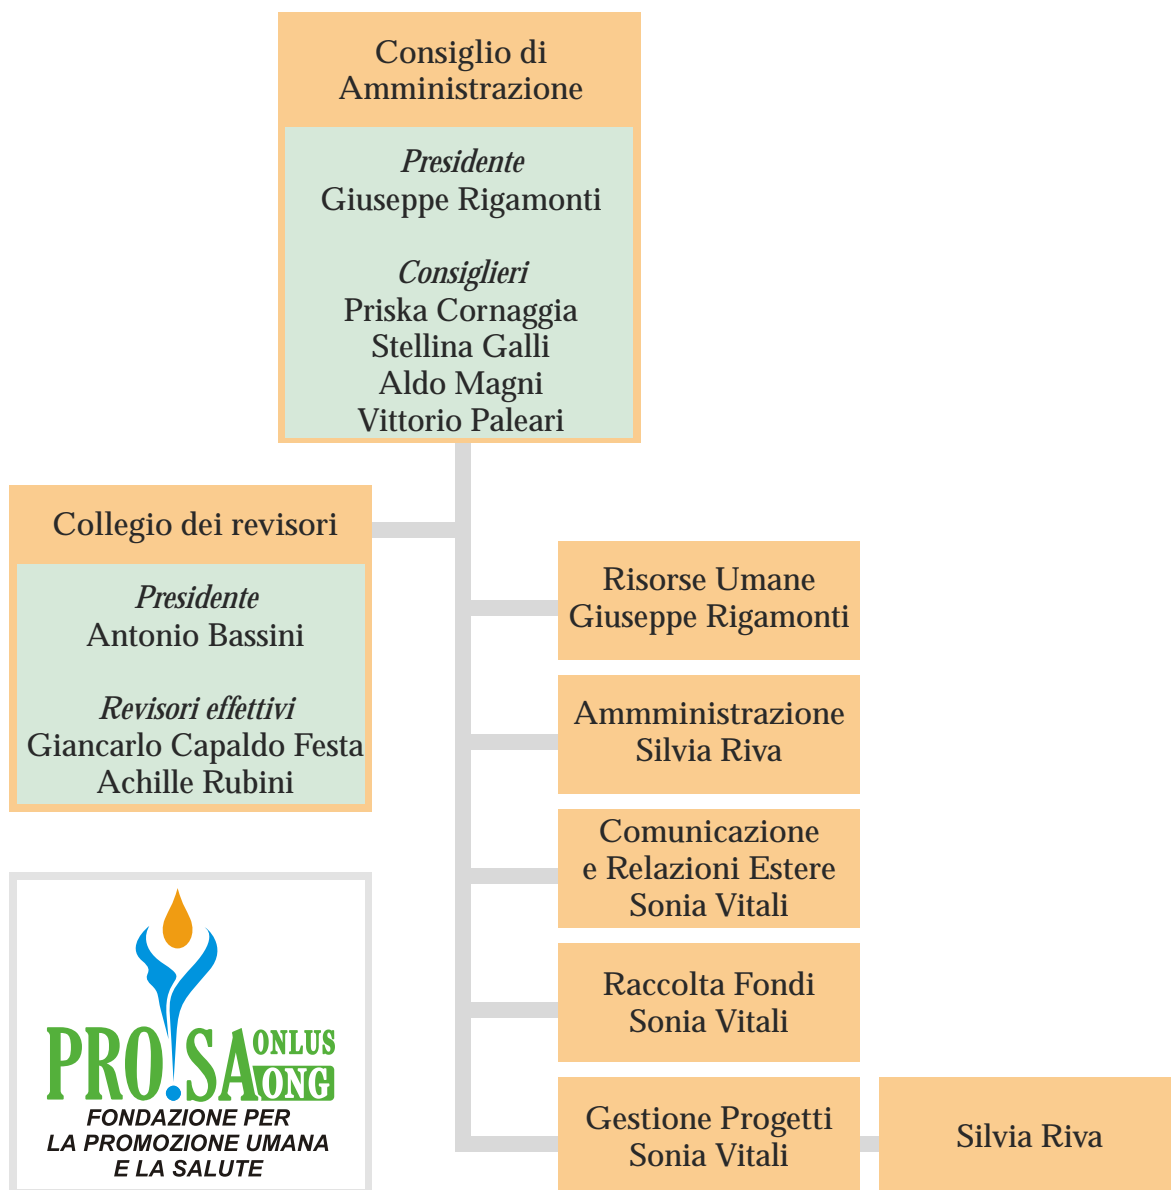 Consiglio di
Amministrazione
Presidente
Giuseppe Rigamonti
Consiglieri
Priska Cornaggia
Stellina Galli
Aldo Magni
Vittorio Paleari
Collegio dei revisori
Presidente
Antonio Bassini
Revisori effettivi
Giancarlo Capaldo Festa
Achille Rubini
Risorse Umane
Giuseppe Rigamonti
Ammministrazione
Silvia Riva
Comunicazione
e Relazioni Estere
Sonia Vitali
Raccolta Fondi
Sonia Vitali
Gestione Progetti
Sonia Vitali
Silvia Riva
PRO.SA ONLUS
ONG
FONDAZIONE PER
LA PROMOZIONE UMANA
E LA SALUTE